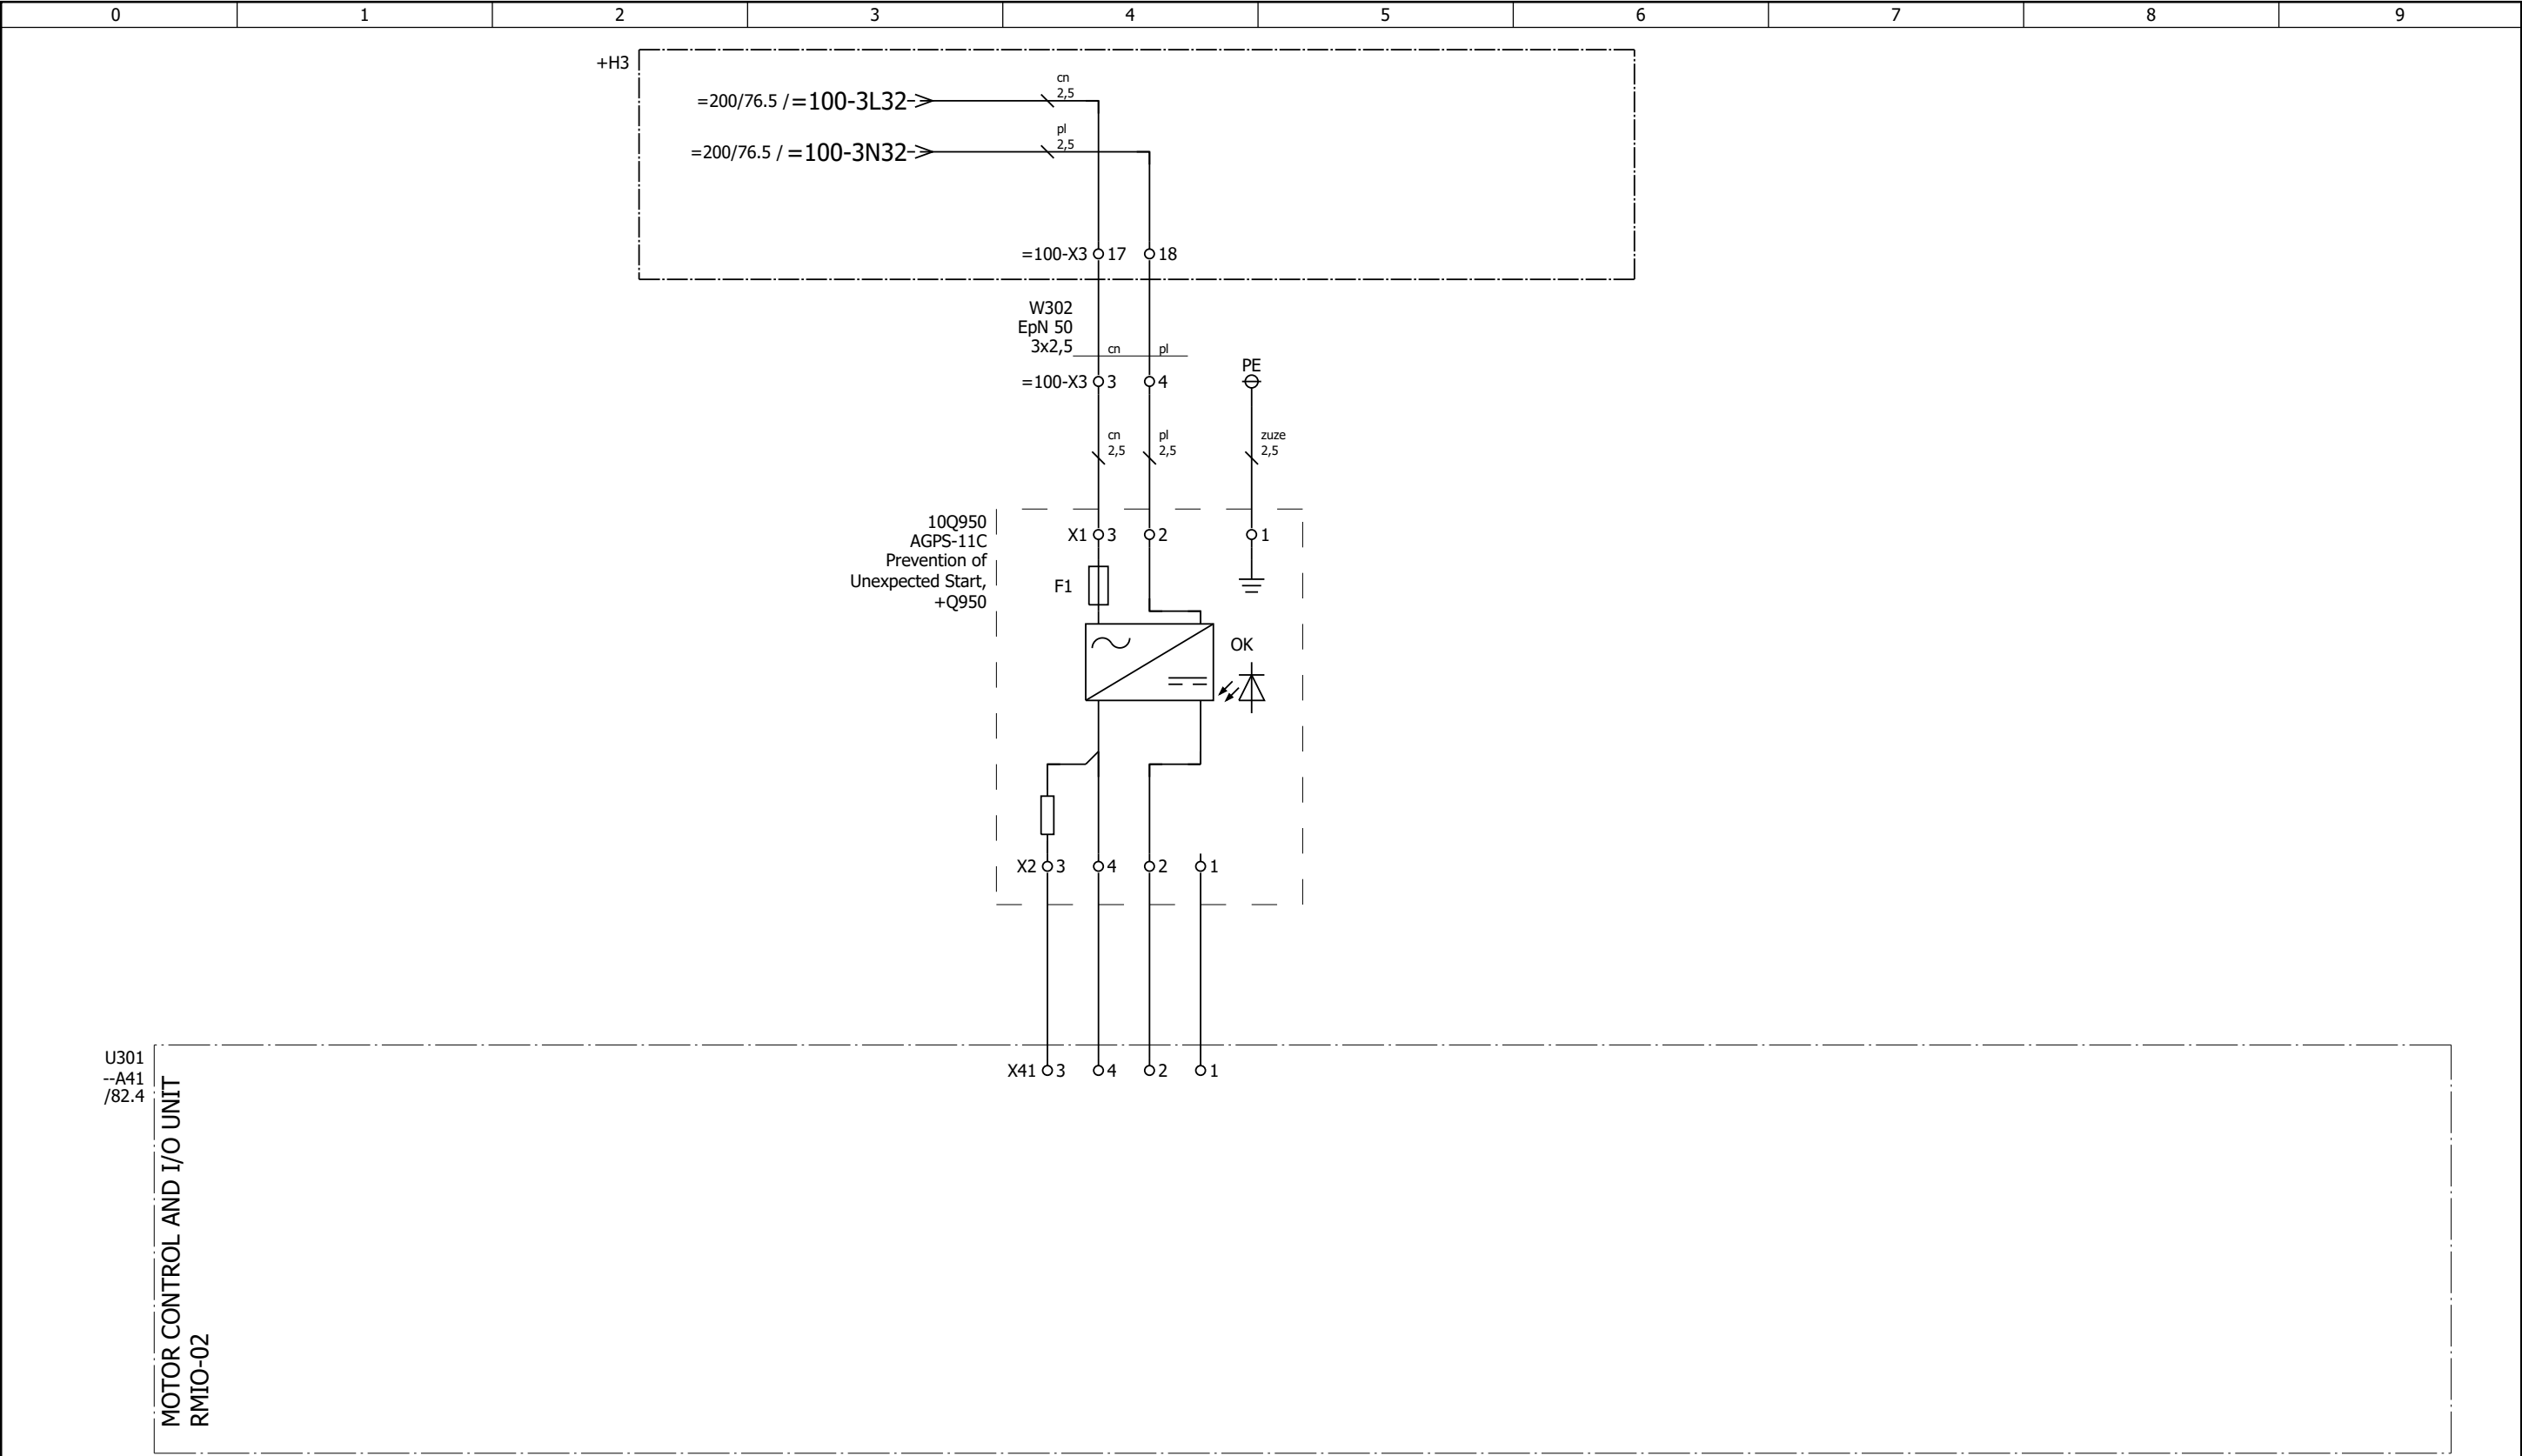 0 1 2 3 4 5 6 7 8 9
+H3
cn
2,5
=200/76.5 / =100-3L32
pl
2,5
=200/76.5 / =100-3N32
=100-X3 17 18
W302
EpN 50
3x2,5 cn pl
PE
=100-X3 3 4
cn pl zuze
2,5 2,5 2,5
10Q950
AGPS-11C
Prevention of
Unexpected Start,
+Q950
X1 3 2 1
F1
OK
X2 3 4 2 1
U301
--A41
/82.4
X41 3 4 2 1
MOTOR CONTROL AND I/O UNIT
RMIO-02